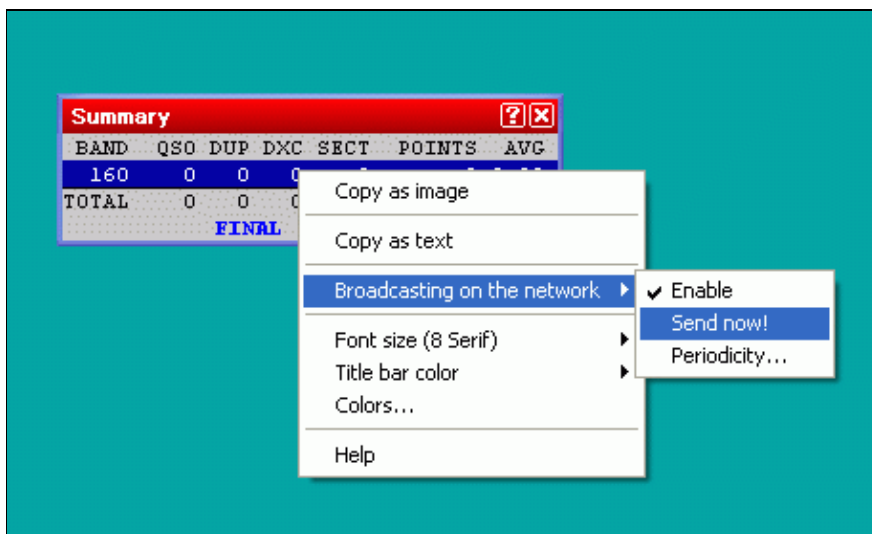 Summary
BAND QSO DUP DXC SECT POINTS AVG
160 0 0 0
TOTAL 0 0 0
FINAL
Copy as image
Copy as text
Broadcasting on the network
Enable
Send now!
Periodicity...
Font size (8 Serif)
Title bar color
Colors...
Help